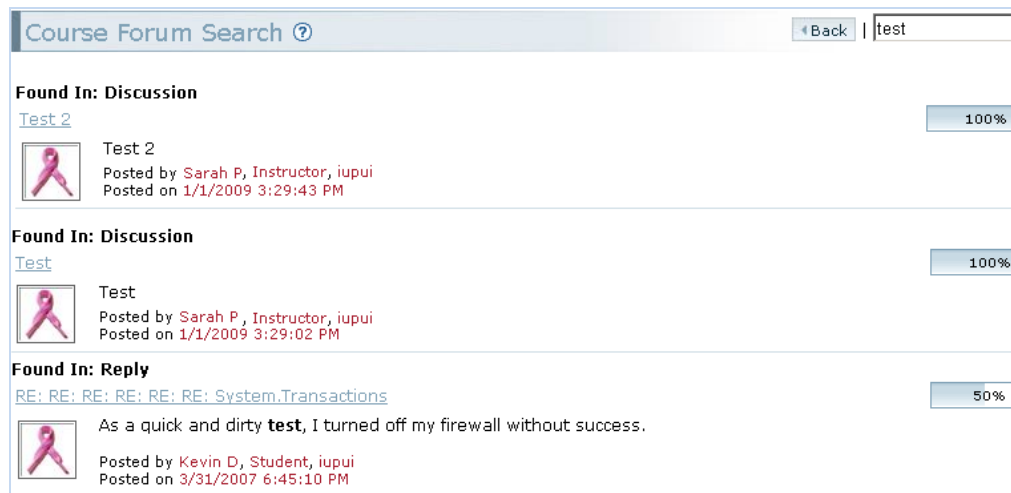 Course Forum Search ?
Back | test
Found In: Discussion
Test 2
100%
Test 2
Posted by Sarah P, Instructor, iupui
Posted on 1/1/2009 3:29:43 PM
Found In: Discussion
Test
100%
Test
Posted by Sarah P, Instructor, iupui
Posted on 1/1/2009 3:29:02 PM
Found In: Reply
RE: RE: RE: RE: RE: RE: System.Transactions
50%
As a quick and dirty test, I turned off my firewall without success.
Posted by Kevin D, Student, iupui
Posted on 3/31/2007 6:45:10 PM